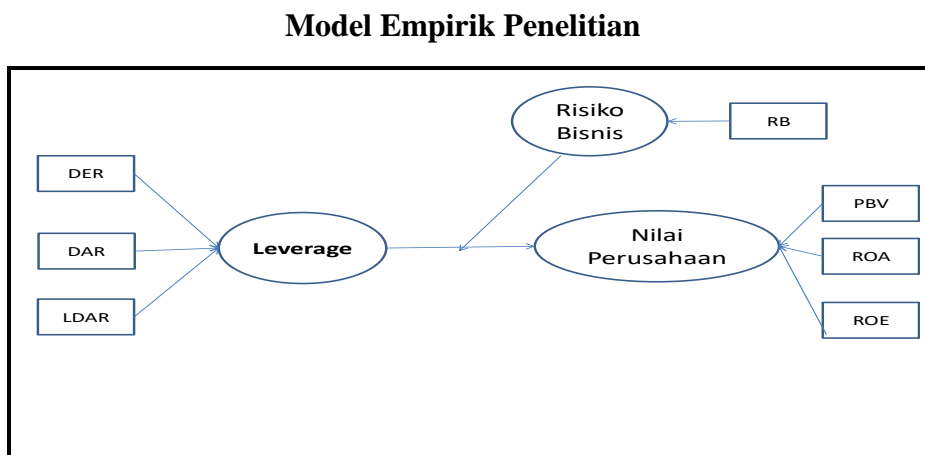 Model Empirik Penelitian
Risiko
Bisnis
RB
DER
PBV
DAR
Leverage
Nilai
Perusahaan
ROA
LDAR
ROE